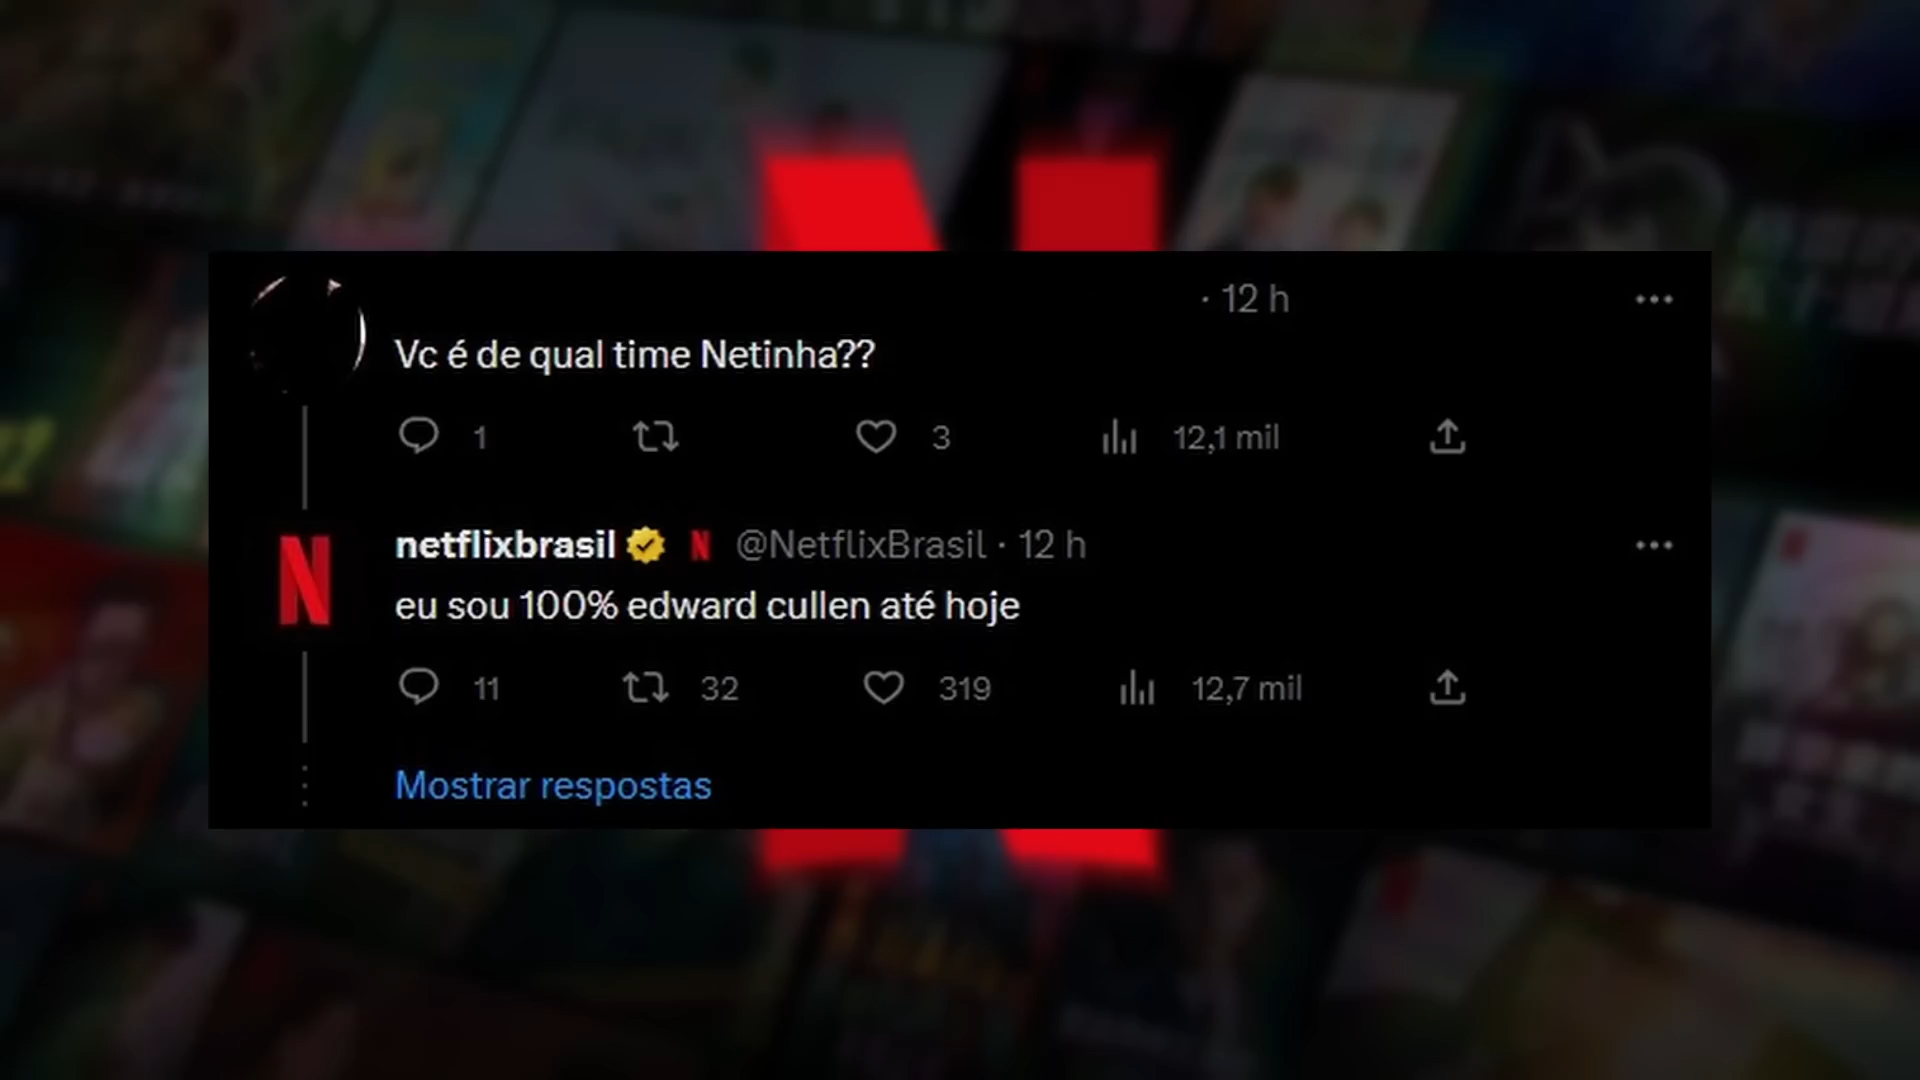 · 12 h
Vc é de qual time Netinha??
1 3 12,1 mil
netflixbrasil N @NetflixBrasil · 12 h
N
eu sou 100% edward cullen até hoje
11 32 319 12,7 mil
Mostrar respostas